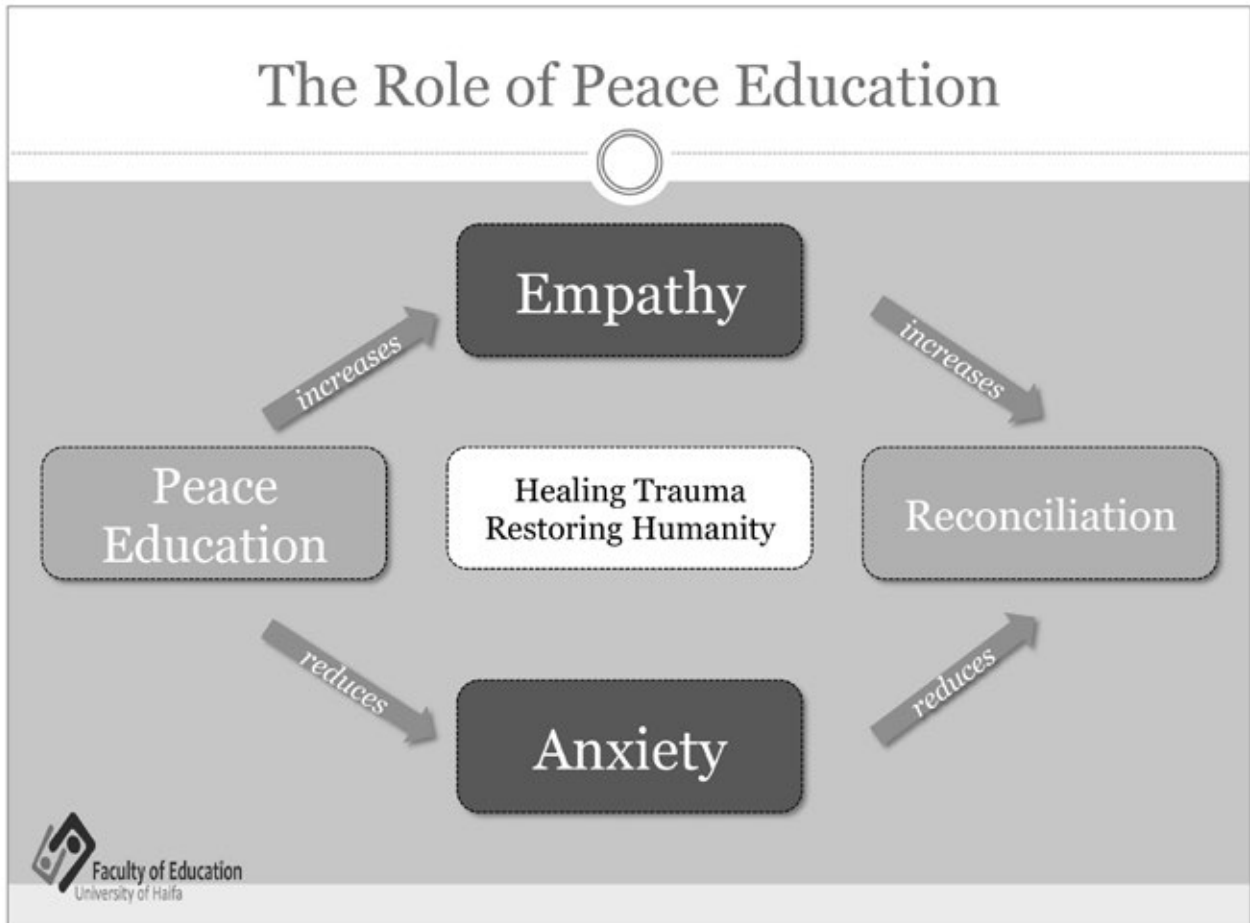 The Role of Peace Education
Empathy
increases
increases
Peace
Education
Healing Trauma
Restoring Humanity
Reconciliation
reduces
reduces
Anxiety
Faculty of Education
University of Haifa